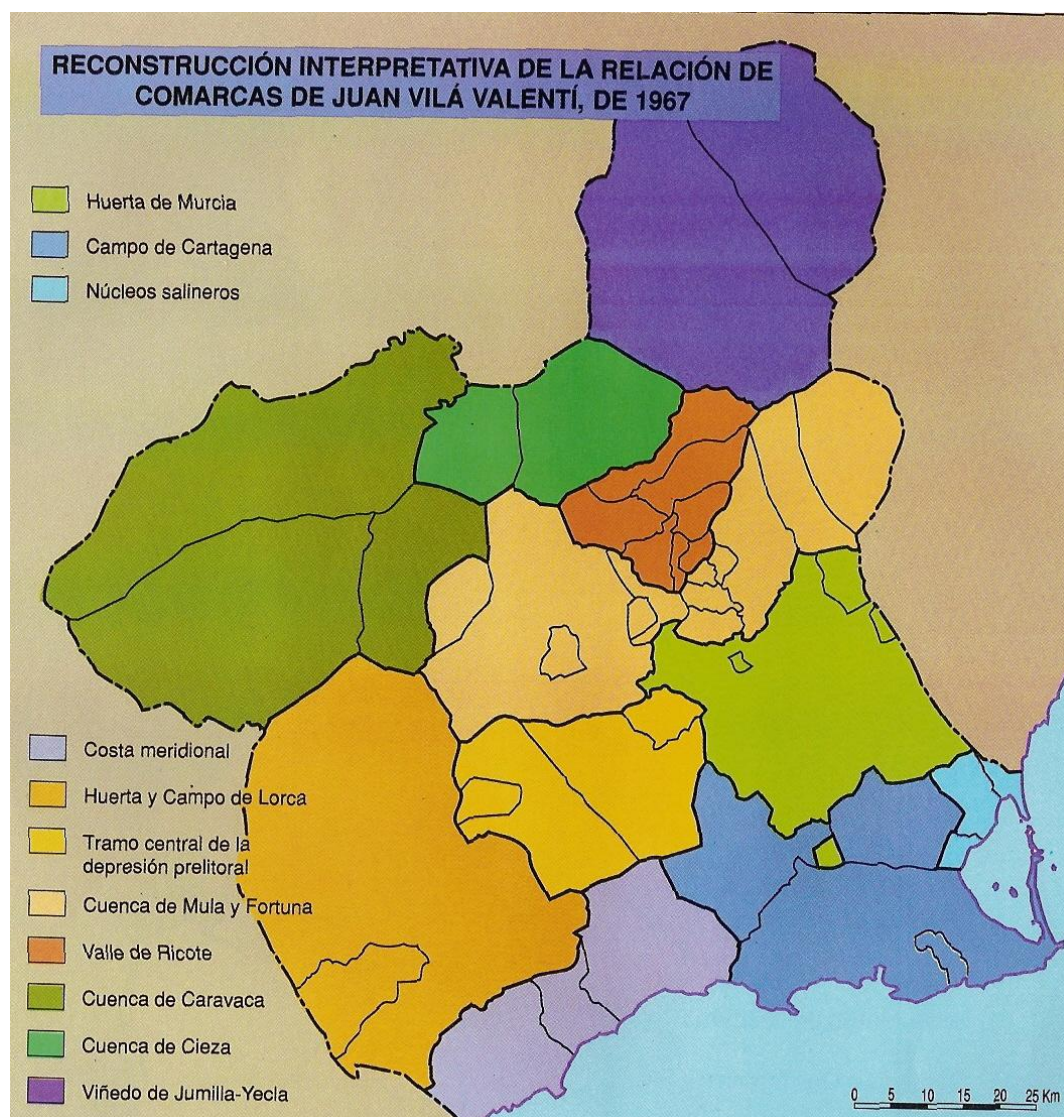 RECONSTRUCCIÓN INTERPRETATIVA DE LA RELACIÓN DE
COMARCAS DE JUAN VILÁ VALENTÍ, DE 1967
Huerta de Murcia
Campo de Cartagena
Núcleos salineros
Costa meridional
Huerta y Campo de Lorca
Tramo central de la
depresión prelitoral
Cuenca de Mula y Fortuna
Valle de Ricote
Cuenca de Caravaca
Cuenca de Cieza
Viñedo de Jumilla-Yecla
0 5 10 15 20 25 Km